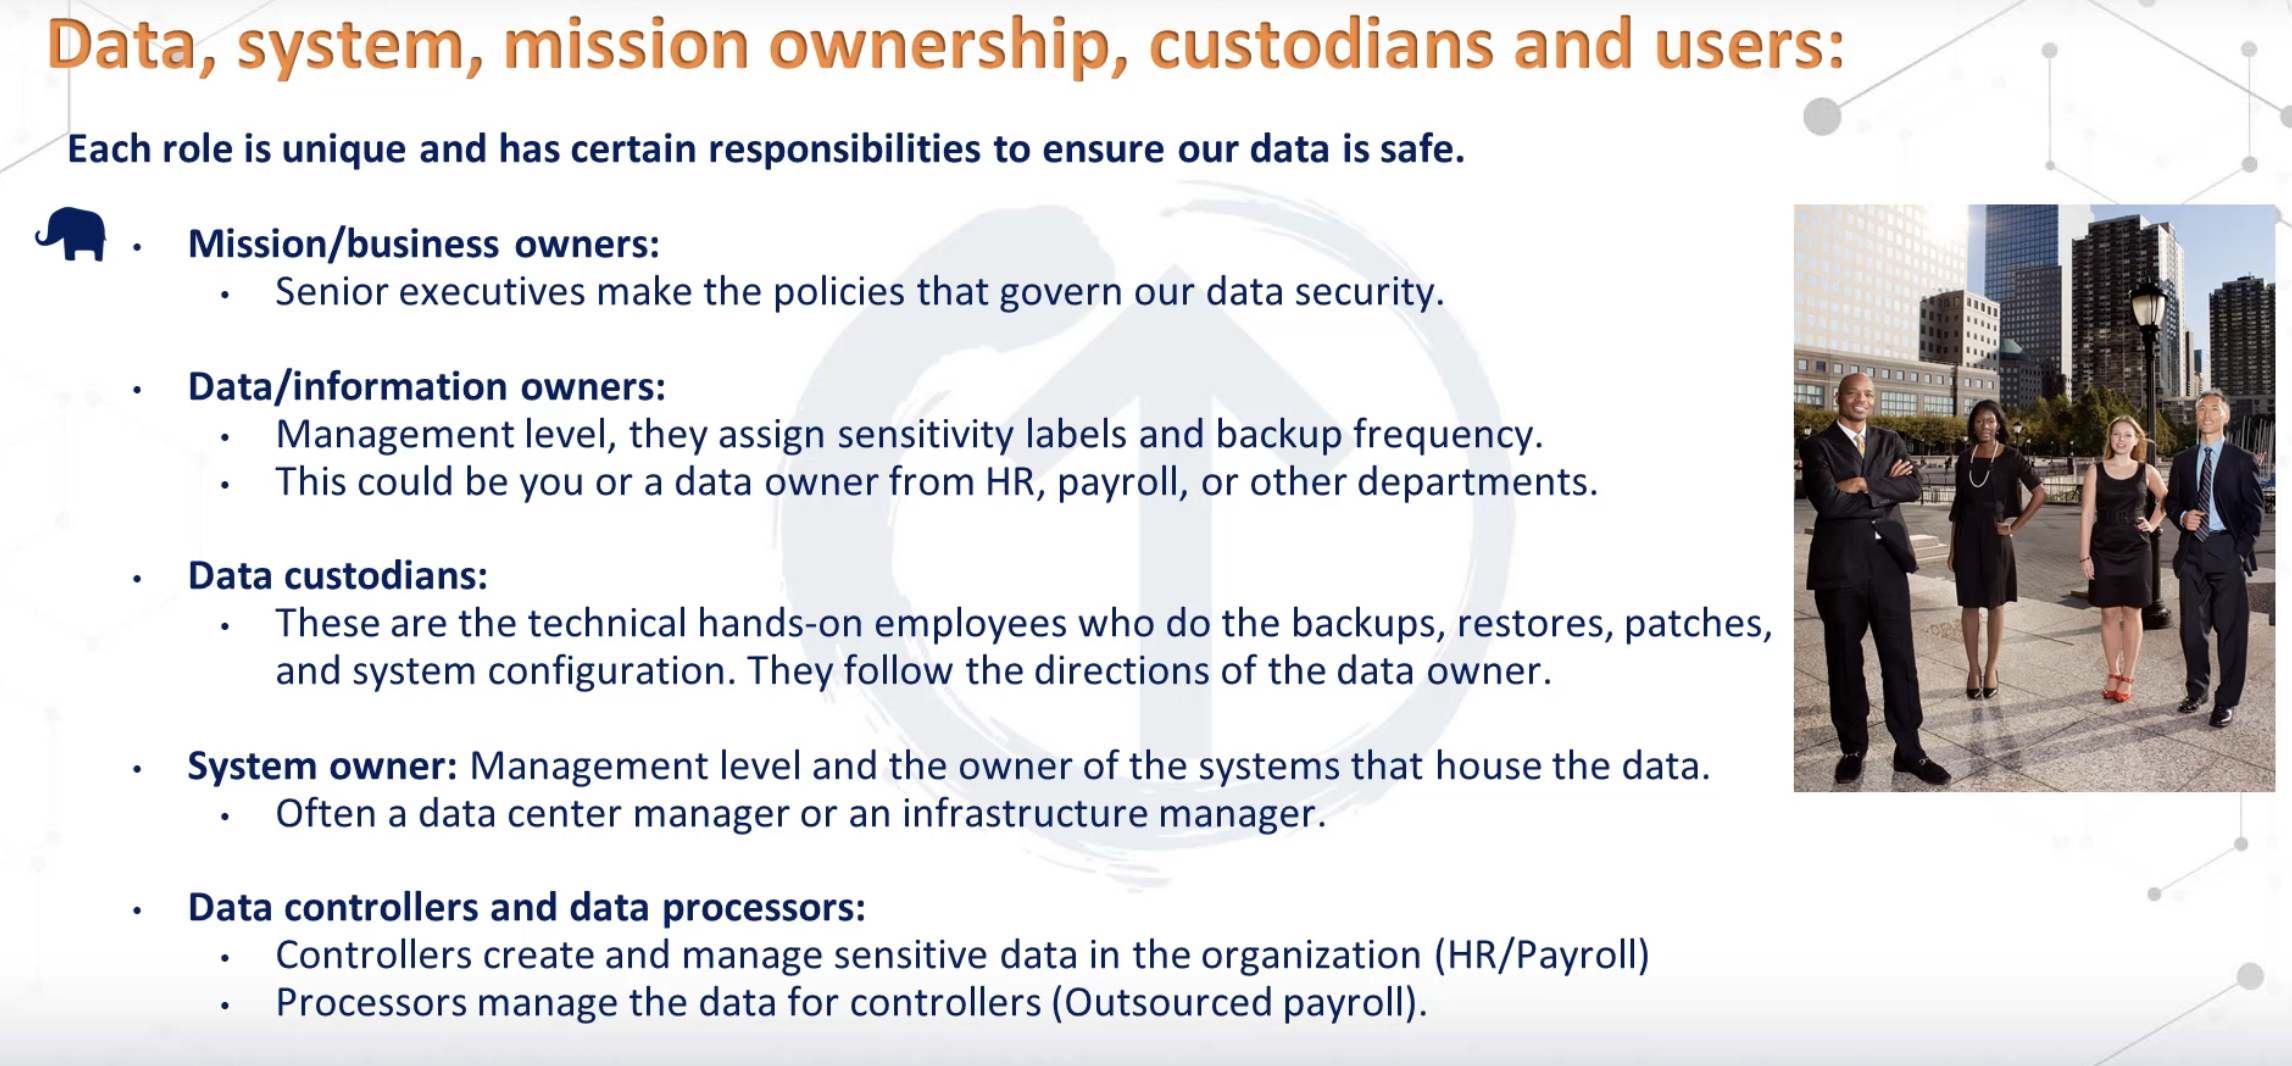 Data, system, mission ownership, custodians and users:
Each role is unique and has certain responsibilities to ensure our data is safe.
• Mission/business owners:
• Senior executives make the policies that govern our data security.
• Data/information owners:
• Management level, they assign sensitivity labels and backup frequency.
• This could be you or a data owner from HR, payroll, or other departments.
• Data custodians:
• These are the technical hands-on employees who do the backups, restores, patches,
and system configuration. They follow the directions of the data owner.
• System owner: Management level and the owner of the systems that house the data.
• Often a data center manager or an infrastructure manager.
• Data controllers and data processors:
• Controllers create and manage sensitive data in the organization (HR/Payroll)
• Processors manage the data for controllers (Outsourced payroll).